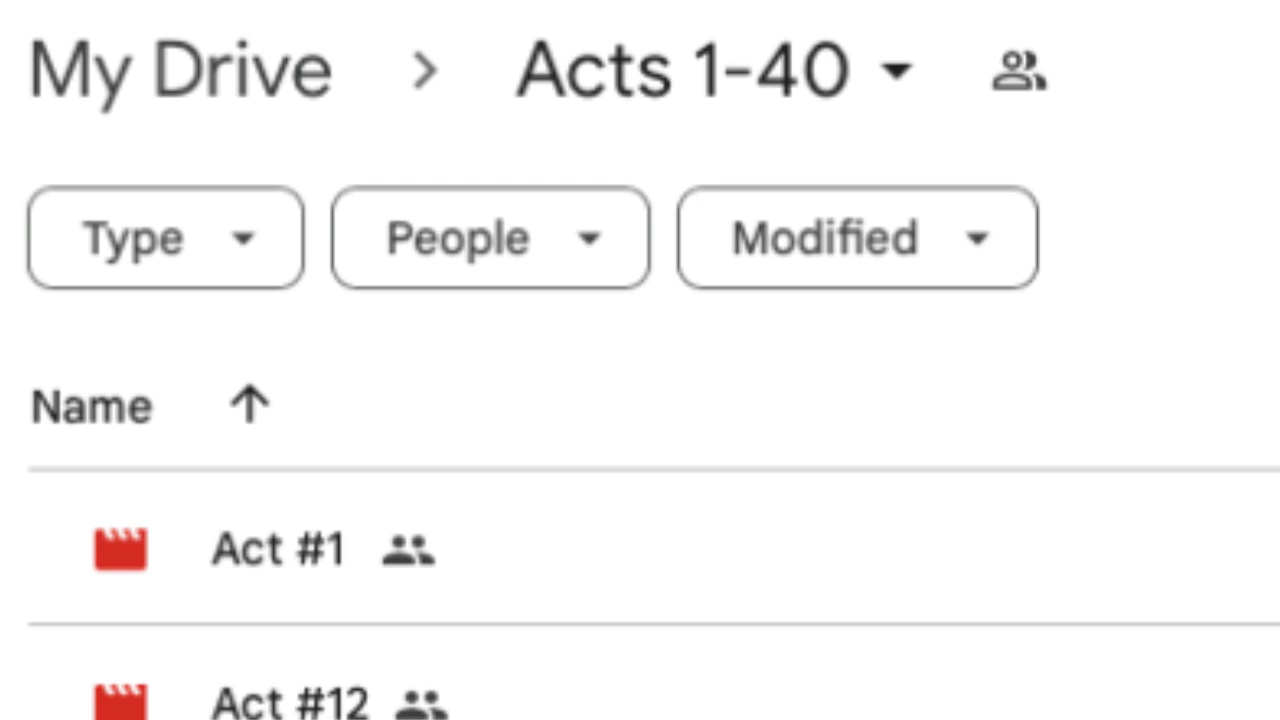 My Drive > Acts 1-40
Type People Modified
Name ↑
Act #1
Act #12